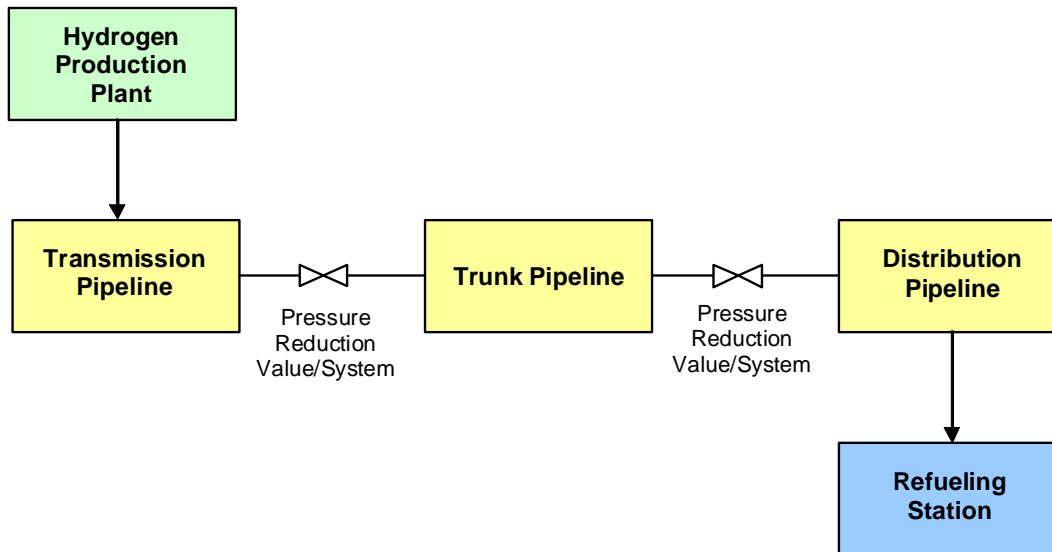 Hydrogen
Production
Plant
Transmission
Pipeline
Pressure
Reduction
Value/System
Trunk Pipeline
Pressure
Reduction
Value/System
Distribution
Pipeline
Refueling
Station